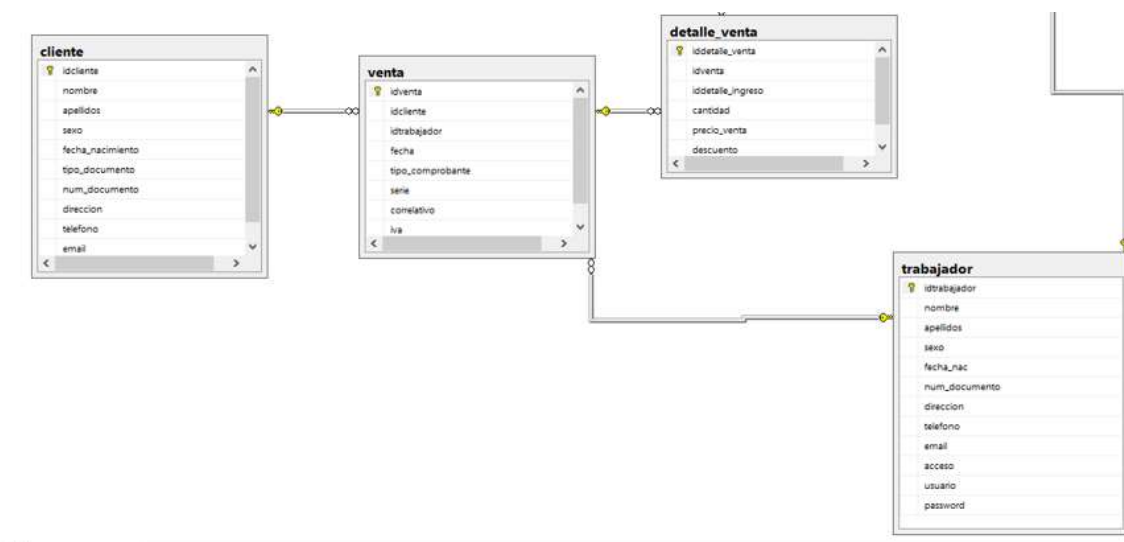 cliente
idcliente
nombre
apellidos
sexo
fecha_nacimiento
tipo_documento
num_documento
direccion
telefono
email
venta
idventa
idcliente
idtrabajador
fecha
tipo_comprobante
serie
correlativo
iva
detalle_venta
iddetalle_venta
idventa
iddetalle_ingreso
cantidad
precio_venta
descuento
trabajador
idtrabajador
nombre
apellidos
sexo
fecha_nac
num_documento
direccion
telefono
email
acceso
usuario
password